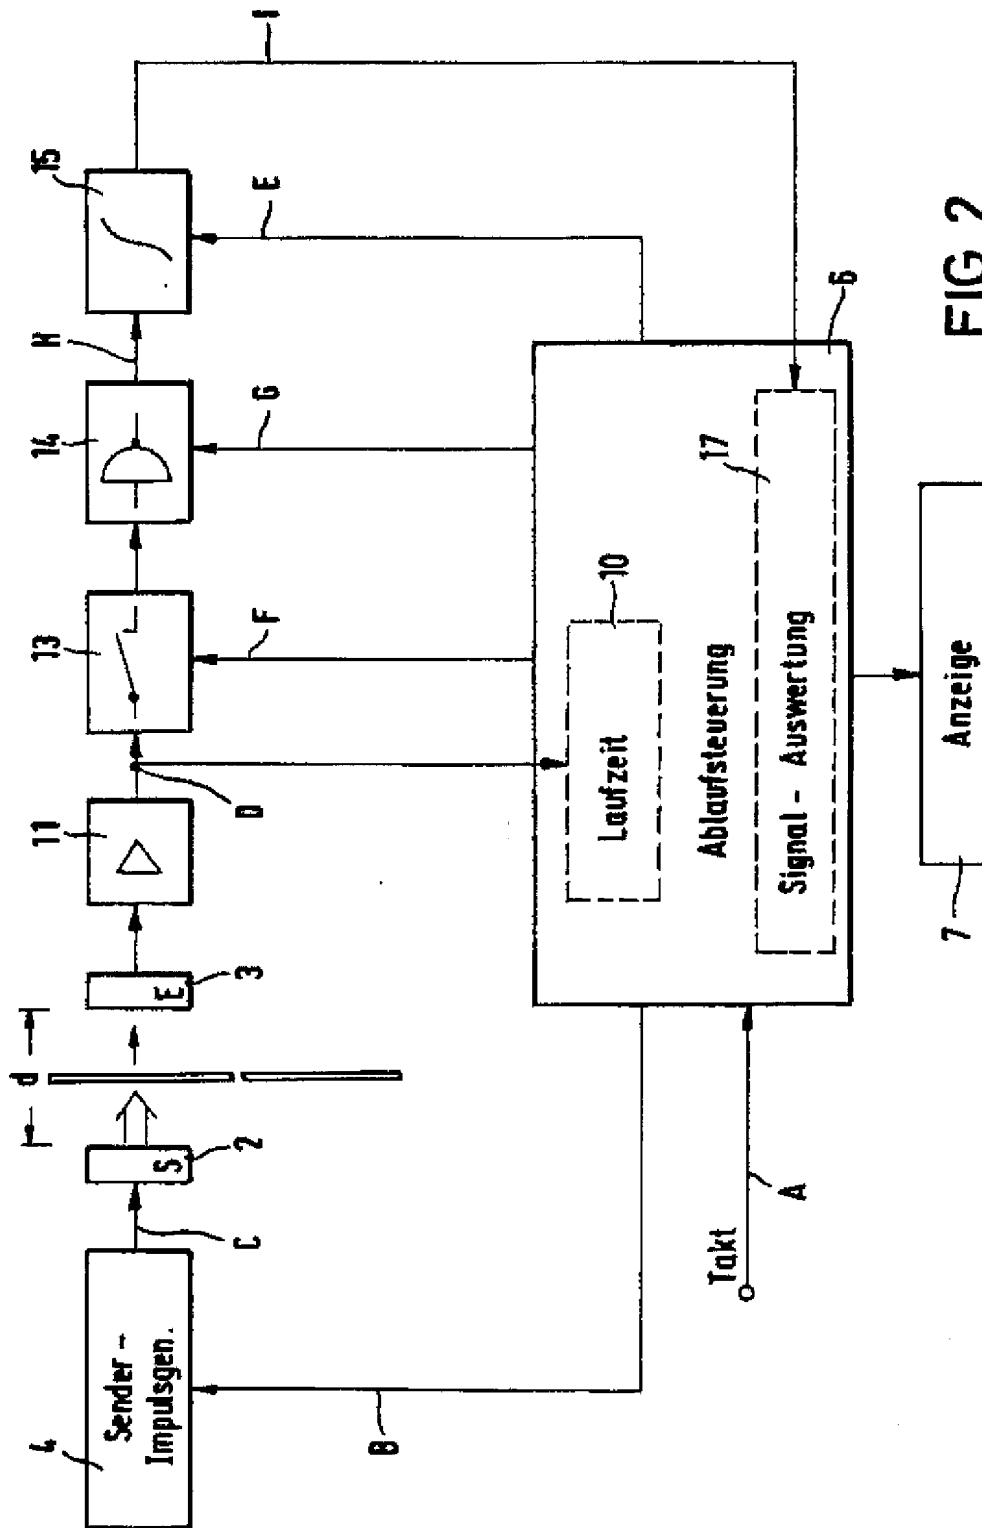 4
Sender -
Impulsgen.
C
S
2
d
E
3
11
D
13
14
H
15
I
B
F
G
E
Takt
A
Laufzeit
10
Ablaufsteuerung
17
Signal - Auswertung
6
7
Anzeige
FIG 2